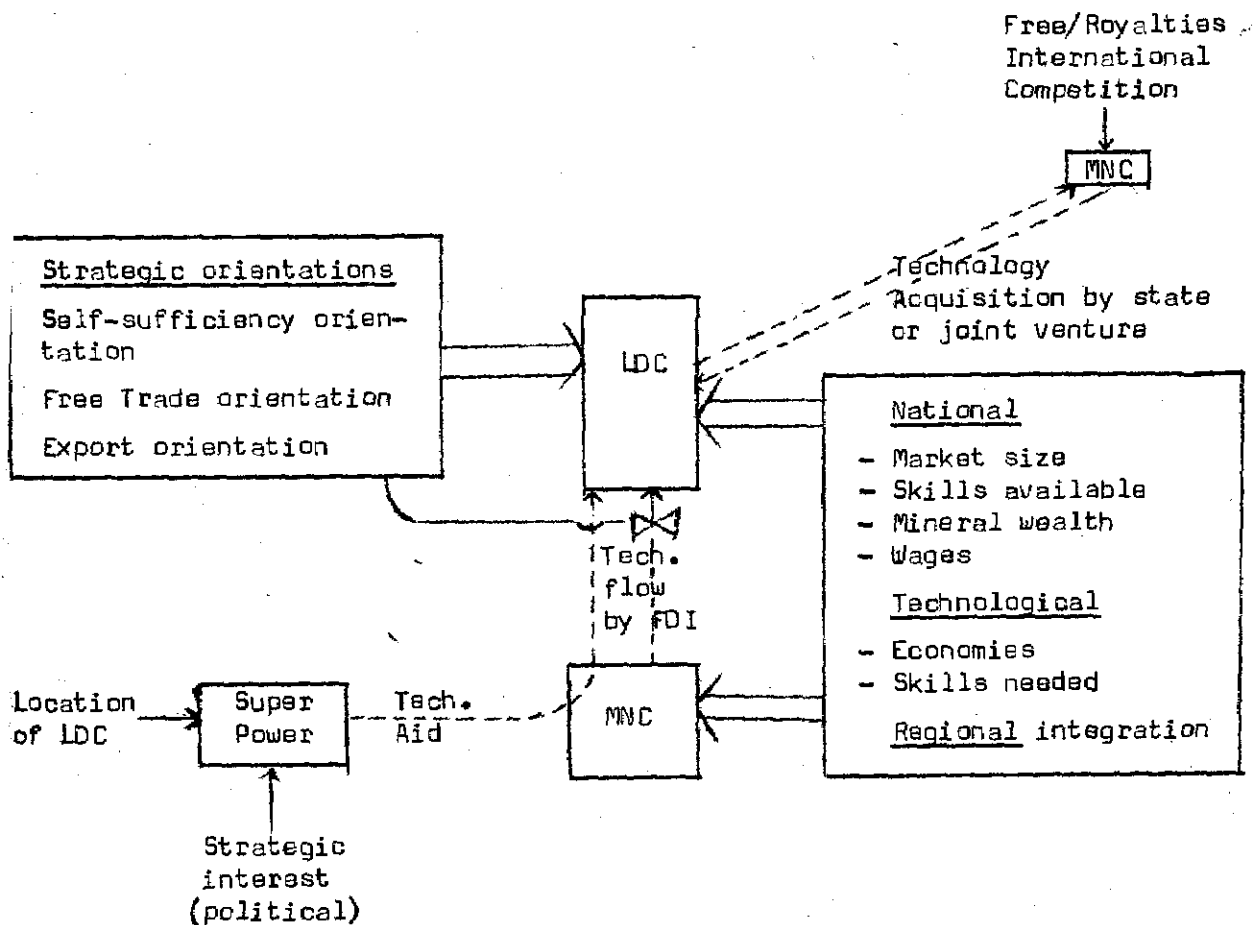 Free/Royalties
International
Competition
MNC
Strategic orientations
Self-sufficiency orien-
tation
Free Trade orientation
Export orientation
LDC
Technology
Acquisition by state
or joint venture
National
- Market size
- Skills available
- Mineral wealth
- Wages
Technological
- Economies
- Skills needed
Regional integration
Tech.
flow
by FDI
MNC
Location
of LDC
Super
Power
Tech.
Aid
Strategic
interest
(political)